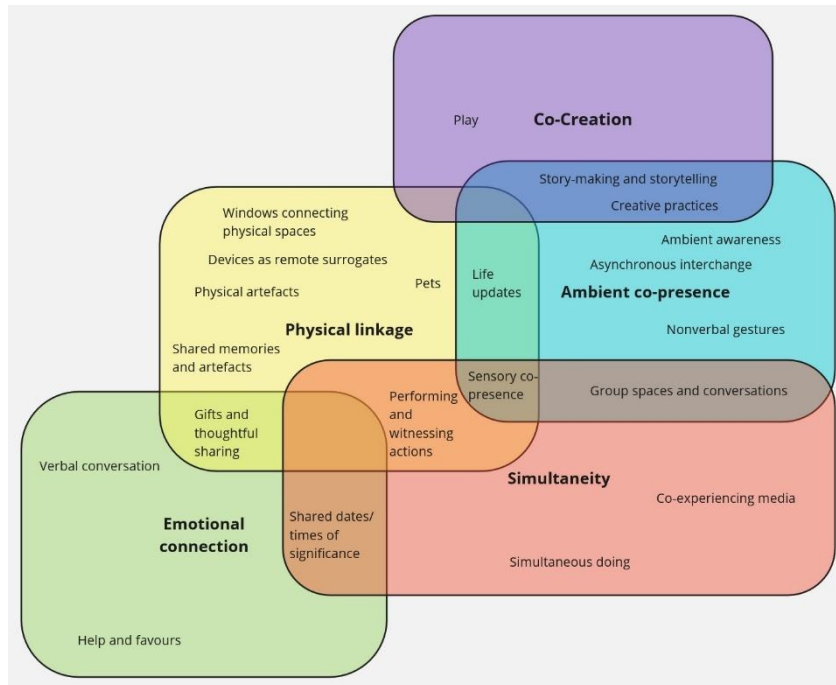 Play
Co-Creation
Story-making and storytelling
Creative practices
Windows connecting
physical spaces
Ambient awareness
Devices as remote surrogates
Asynchronous interchange
Pets
Life
updates
Physical artefacts
Ambient co-presence
Physical linkage
Nonverbal gestures
Shared memories
and artefacts
Sensory co-
presence
Group spaces and conversations
Performing
and
witnessing
actions
Gifts and
thoughtful
sharing
Verbal conversation
Simultaneity
Co-experiencing media
Emotional
connection
Shared dates/
times of
significance
Simultaneous doing
Help and favours